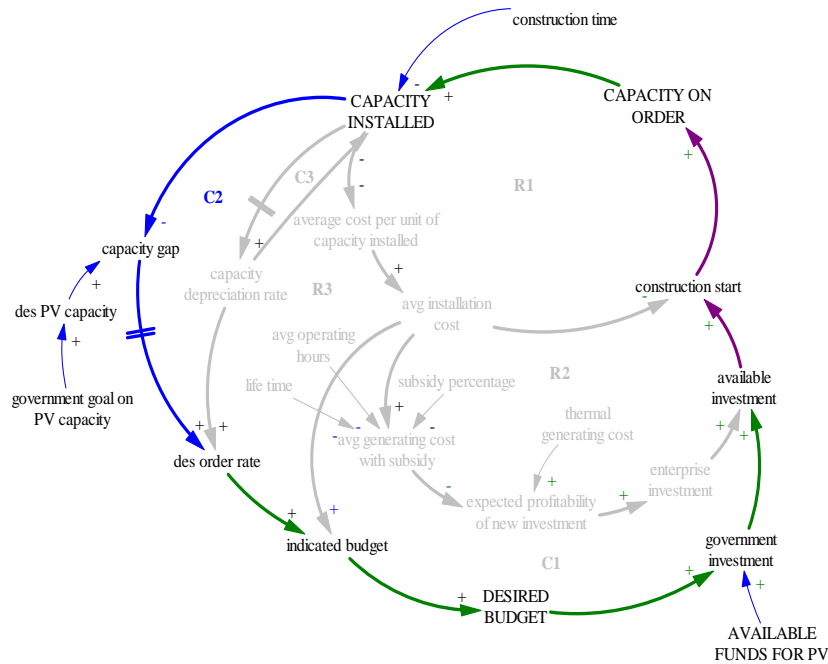 construction time
CAPACITY
INSTALLED
-
+
CAPACITY ON
ORDER
C2
C3
R1
-
-
+
average cost per unit of
capacity installed
-
capacity gap
+
+
capacity
depreciation rate
R3
+
construction start
-
des PV capacity
+
avg installation
cost
avg operating
hours
+
government goal on
PV capacity
life time
subsidy percentage
R2
available
investment
thermal
generating cost
+
+
+
-
-
-
+
+
avg generating cost
with subsidy
des order rate
-
+
enterprise
investment
+
+
+
expected profitability
of new investment
indicated budget
government
investment
C1
+
+
+
DESIRED
BUDGET
AVAILABLE
FUNDS FOR PV